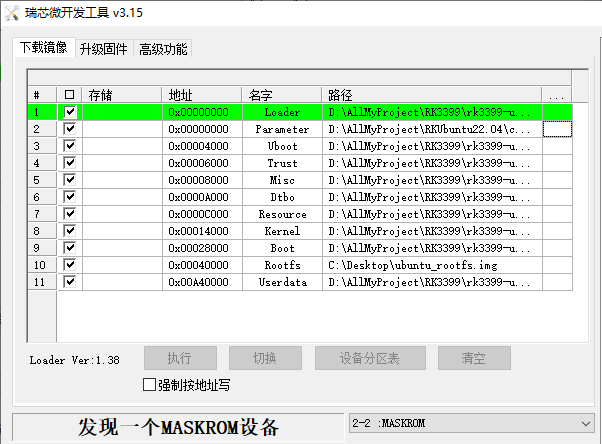 瑞芯微开发工具 v3.15
下载镜像 升级固件 高级功能
# 存储 地址 名字 路径 ...
1 0x00000000 Loader D:\AllMyProject\RK3399\rk3399-u...
2 0x00000000 Parameter D:\AllMyProject\RKUbuntu22.04\c...
3 0x00004000 Uboot D:\AllMyProject\RK3399\rk3399-u...
4 0x00006000 Trust D:\AllMyProject\RK3399\rk3399-u...
5 0x00008000 Misc D:\AllMyProject\RK3399\rk3399-u...
6 0x0000A000 Dtbo D:\AllMyProject\RK3399\rk3399-u...
7 0x0000C000 Resource D:\AllMyProject\RK3399\rk3399-u...
8 0x00014000 Kernel D:\AllMyProject\RK3399\rk3399-u...
9 0x00028000 Boot D:\AllMyProject\RK3399\rk3399-u...
10 0x00040000 Rootfs C:\Desktop\ubuntu_rootfs.img
11 0x00A40000 Userdata D:\AllMyProject\RK3399\rk3399-u...
Loader Ver:1.38 执行 切换 设备分区表 清空
强制按地址写
发现一个MASKROM设备 2-2 :MASKROM